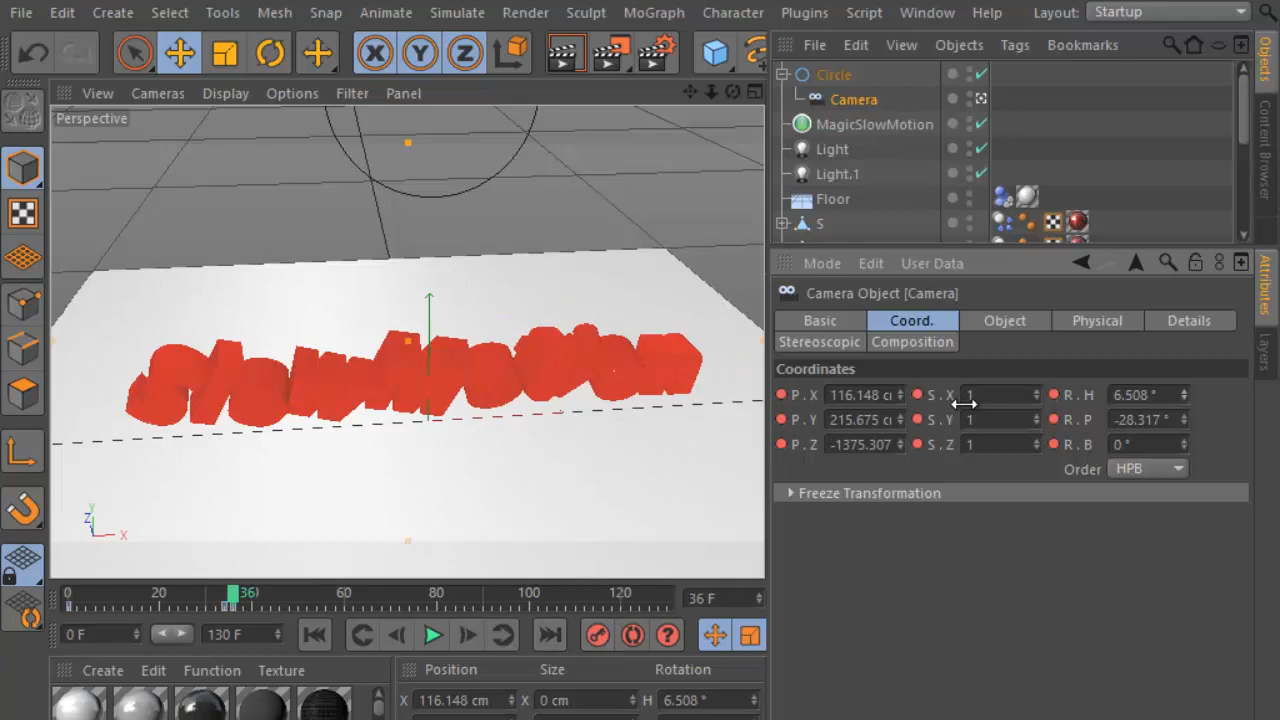 File Edit Create Select Tools Mesh Snap Animate Simulate Render Sculpt MoGraph Character Plugins Script Window Help Layout: Startup
X Y Z
File Edit View Objects Tags Bookmarks
View Cameras Display Options Filter Panel
Perspective
Circle
Camera
MagicSlowMotion
Light
Light.1
Floor
S
Objects
Content Browser
Mode Edit User Data
Camera Object [Camera]
Basic Coord. Object Physical Details
Stereoscopic Composition
Coordinates
P . X 116.148 c S . X 1 R . H 6.508 °
P . Y 215.675 c S . Y 1 R . P -28.317 °
P . Z -1375.307 S . Z 1 R . B 0 °
Order HPB
Freeze Transformation
Attributes
Layers
Y
Z
X
0 20 36 60 80 100 120 36 F
0 F 130 F
Create Edit Function Texture
Position Size Rotation
X 116.148 cm X 0 cm H 6.508 °